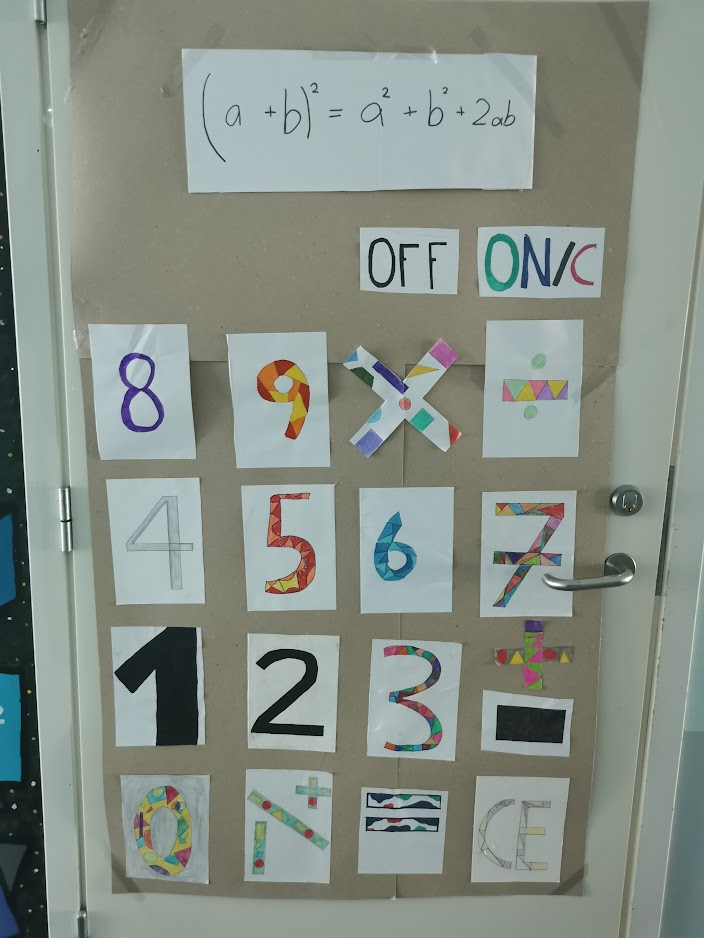 (a + b)² = a² + b² + 2ab
OFF ON/C
8 9 × ÷
4 5 6 7
1 2 3 +
-
0 +/- = CE